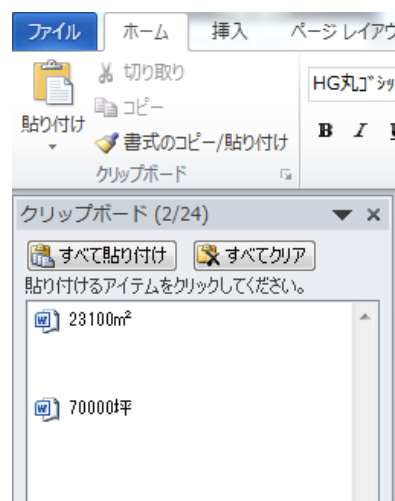 ファイル ホーム 挿入 ページ レイアウ
切り取り
コピー
貼り付け
書式のコピー/貼り付け
クリップボード
HG丸ゴシッ
B I U
クリップボード (2/24)
すべて貼り付け すべてクリア
貼り付けるアイテムをクリックしてください。
23100m²
70000坪